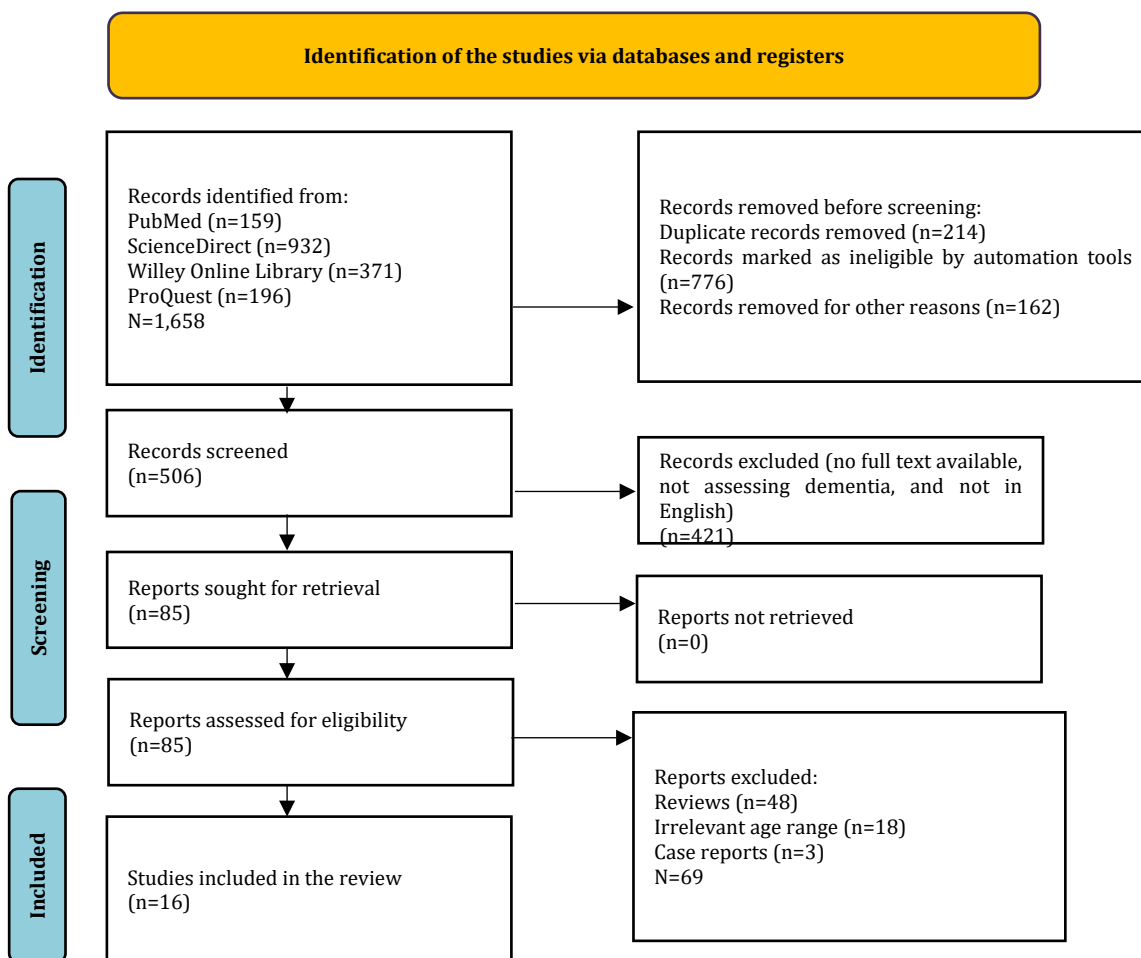 Identification of the studies via databases and registers
Identification
Records identified from:
PubMed (n=159)
ScienceDirect (n=932)
Willey Online Library (n=371)
ProQuest (n=196)
N=1,658
Records removed before screening:
Duplicate records removed (n=214)
Records marked as ineligible by automation tools
(n=776)
Records removed for other reasons (n=162)
Screening
Records screened
(n=506)
Records excluded (no full text available,
not assessing dementia, and not in
English)
(n=421)
Reports sought for retrieval
(n=85)
Reports not retrieved
(n=0)
Reports assessed for eligibility
(n=85)
Reports excluded:
Reviews (n=48)
Irrelevant age range (n=18)
Case reports (n=3)
N=69
Included
Studies included in the review
(n=16)